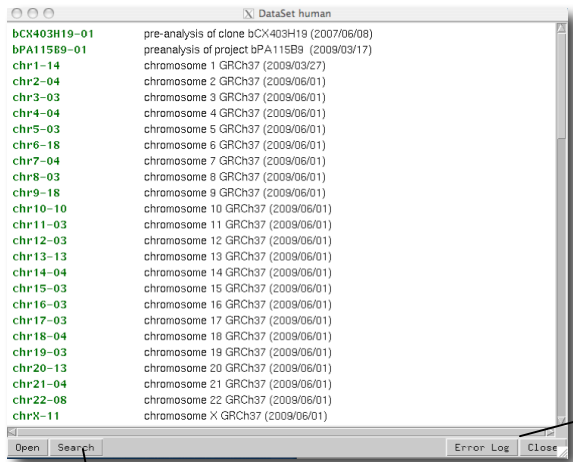 DataSet human
bCX403H19-01 pre-analysis of clone bCX403H19 (2007/06/08)
bPA115B9-01 preanalysis of project bPA115B9 (2009/03/17)
chr1-14 chromosome 1 GRCh37 (2009/03/27)
chr2-04 chromosome 2 GRCh37 (2009/06/01)
chr3-03 chromosome 3 GRCh37 (2009/06/01)
chr4-04 chromosome 4 GRCh37 (2009/06/01)
chr5-03 chromosome 5 GRCh37 (2009/06/01)
chr6-18 chromosome 6 GRCh37 (2009/06/01)
chr7-04 chromosome 7 GRCh37 (2009/06/01)
chr8-03 chromosome 8 GRCh37 (2009/06/01)
chr9-18 chromosome 9 GRCh37 (2009/06/01)
chr10-10 chromosome 10 GRCh37 (2009/06/01)
chr11-03 chromosome 11 GRCh37 (2009/06/01)
chr12-03 chromosome 12 GRCh37 (2009/06/01)
chr13-13 chromosome 13 GRCh37 (2009/06/01)
chr14-04 chromosome 14 GRCh37 (2009/06/01)
chr15-03 chromosome 15 GRCh37 (2009/06/01)
chr16-03 chromosome 16 GRCh37 (2009/06/01)
chr17-03 chromosome 17 GRCh37 (2009/06/01)
chr18-04 chromosome 18 GRCh37 (2009/06/01)
chr19-03 chromosome 19 GRCh37 (2009/06/01)
chr20-13 chromosome 20 GRCh37 (2009/06/01)
chr21-04 chromosome 21 GRCh37 (2009/06/01)
chr22-08 chromosome 22 GRCh37 (2009/06/01)
chrX-11 chromosome X GRCh37 (2009/06/01)
Open Search Error Log Close